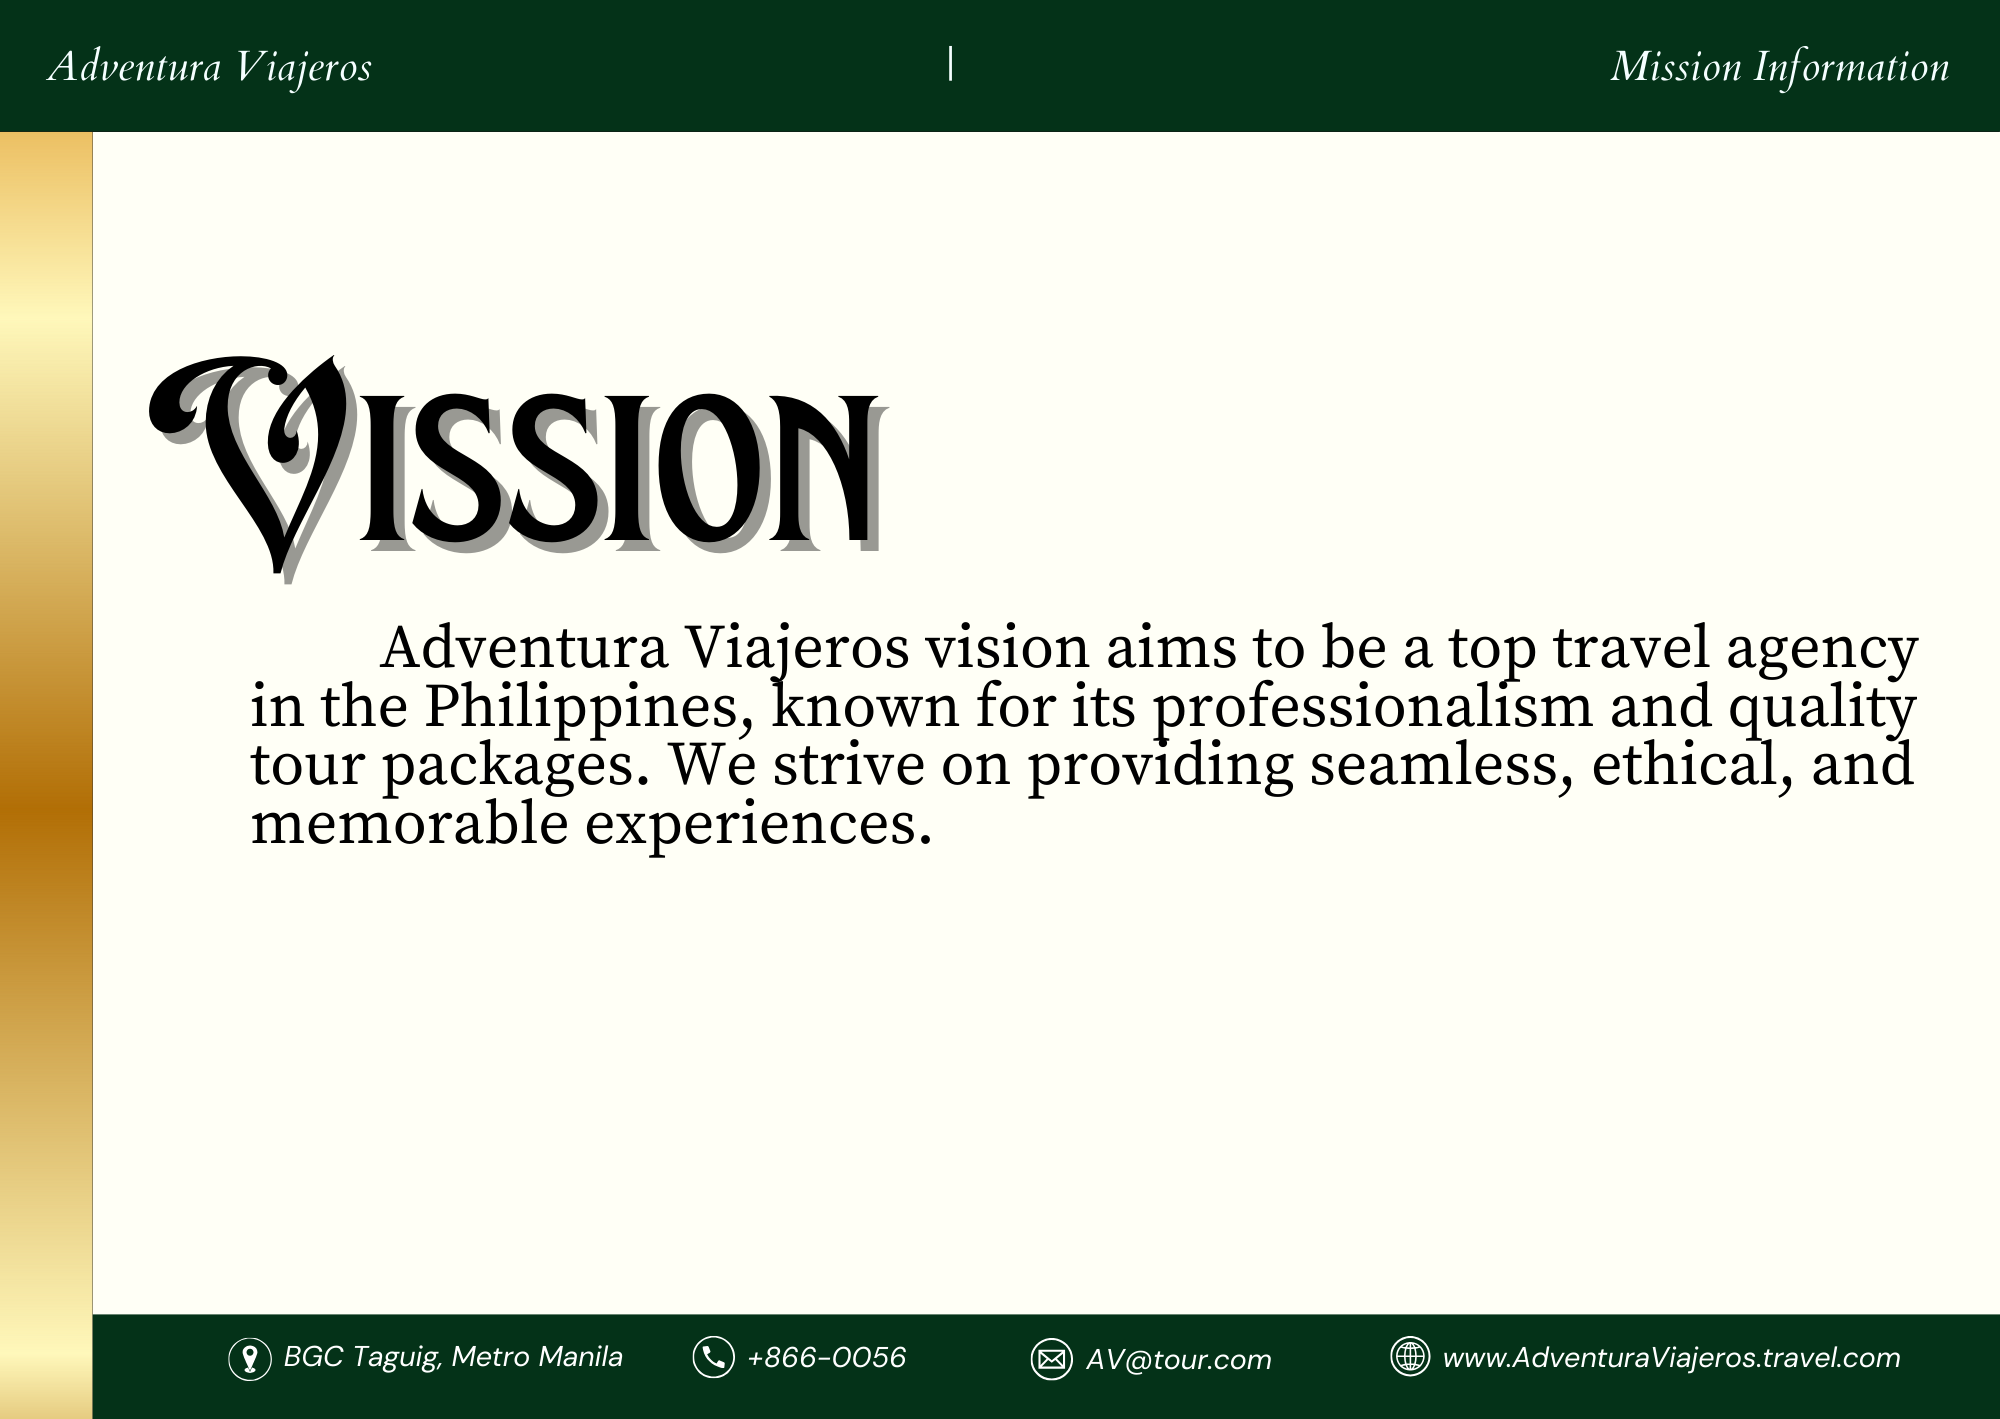 Adventura Viajeros | Mission Information
VISSION
Adventura Viajeros vision aims to be a top travel agency
in the Philippines, known for its professionalism and quality
tour packages. We strive on providing seamless, ethical, and
memorable experiences.
BGC Taguig, Metro Manila +866-0056 AV@tour.com www.AdventuraViajeros.travel.com